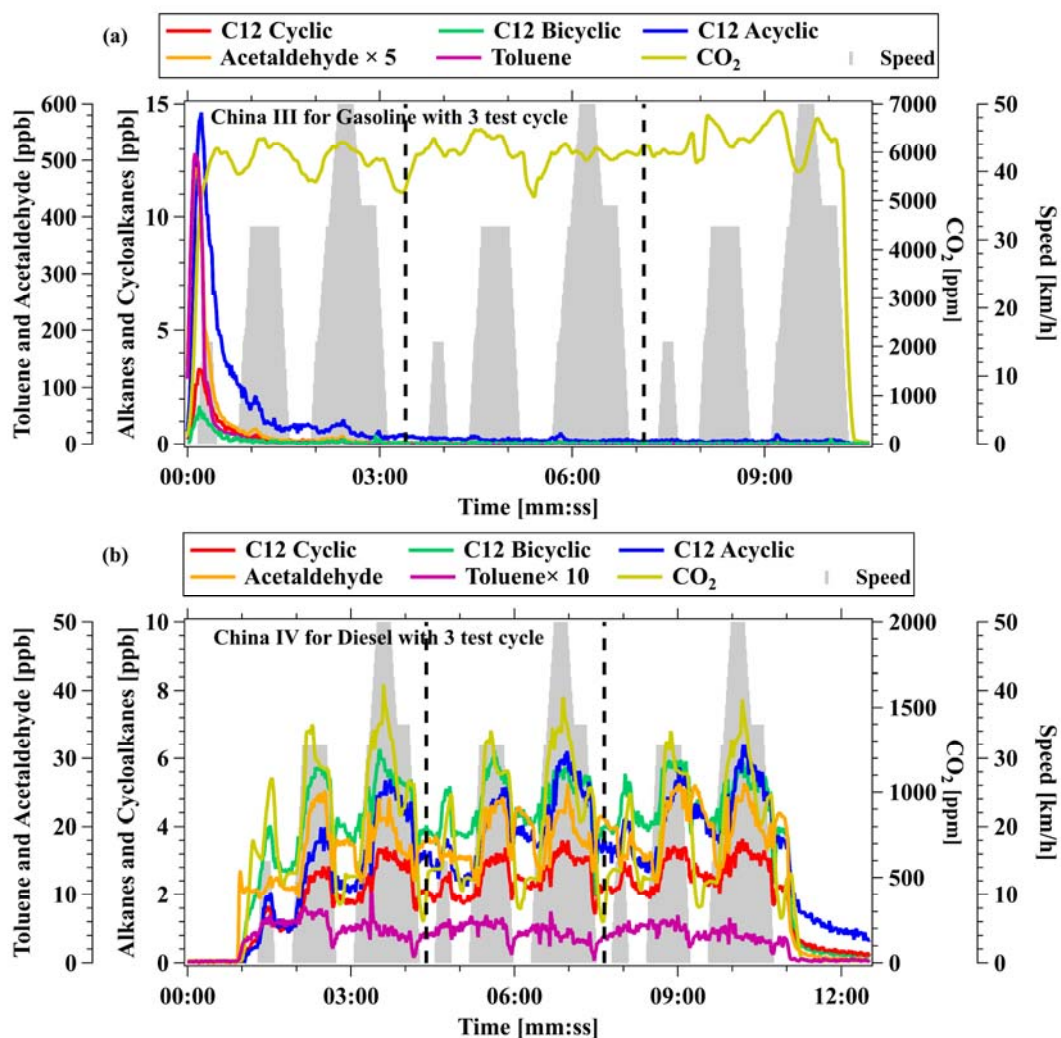 (a)
C12 Cyclic C12 Bicyclic C12 Acyclic
Acetaldehyde × 5 Toluene CO2 Speed
China III for Gasoline with 3 test cycle
Toluene and Acetaldehyde [ppb]
600
500
400
300
200
100
0
Alkanes and Cycloalkanes [ppb]
15
10
5
0
7000
6000
5000
4000
3000
2000
1000
0
CO2 [ppm]
50
40
30
20
10
0
Speed [km/h]
00:00 03:00 06:00 09:00
Time [mm:ss]
(b)
C12 Cyclic C12 Bicyclic C12 Acyclic
Acetaldehyde Toluene× 10 CO2 Speed
China IV for Diesel with 3 test cycle
Toluene and Acetaldehyde [ppb]
50
40
30
20
10
0
Alkanes and Cycloalkanes [ppb]
10
8
6
4
2
0
2000
1500
1000
500
0
CO2 [ppm]
50
40
30
20
10
0
Speed [km/h]
00:00 03:00 06:00 09:00 12:00
Time [mm:ss]